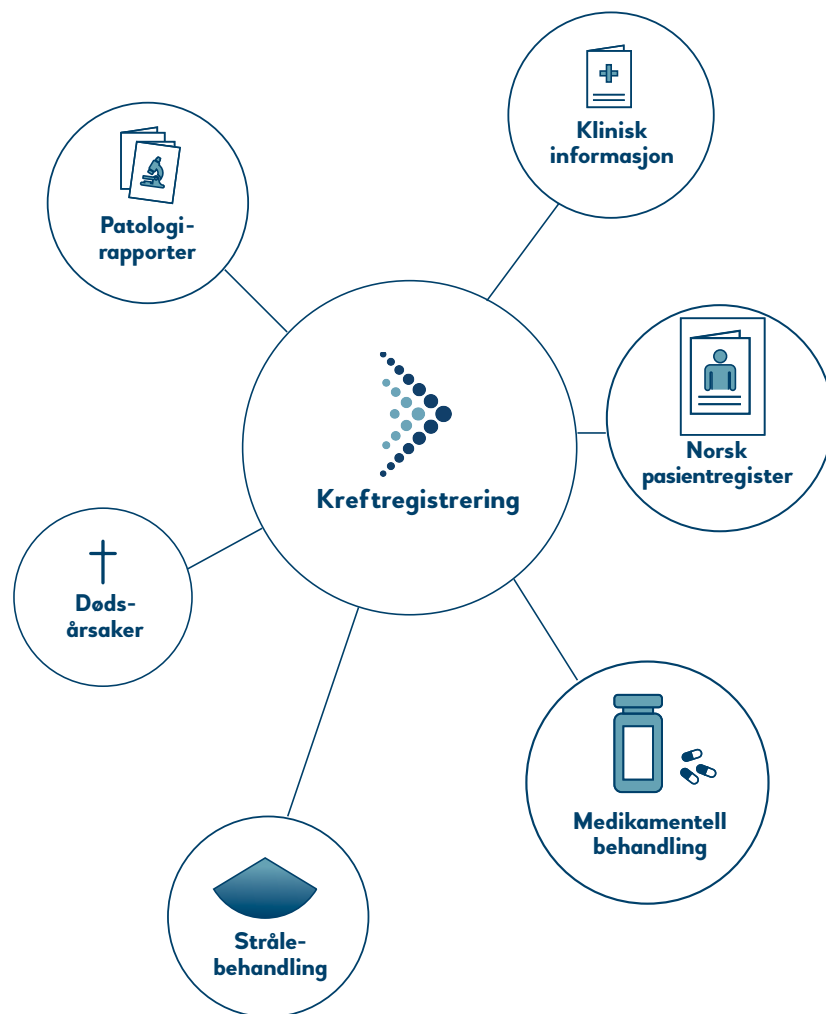 Klinisk
informasjon
Patologi-
rapporter
Norsk
pasientregister
Kreftregistrering
Døds-
årsaker
Medikamentell
behandling
Stråle-
behandling